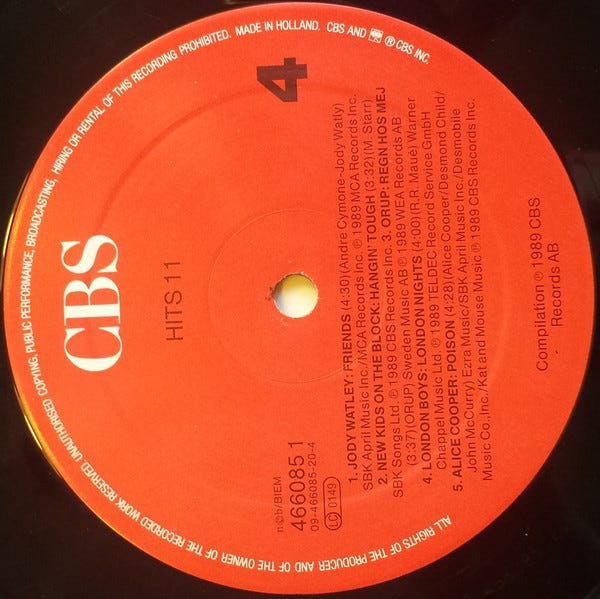 ALL RIGHTS OF THE PRODUCER AND OF THE OWNER OF THE RECORDED WORK RESERVED. UNAUTHORISED COPYING, PUBLIC PERFORMANCE, BROADCASTING, HIRING OR RENTAL OF THIS RECORDING PROHIBITED. MADE IN HOLLAND. CBS AND ® CBS INC.
CBS
HITS 11
4
n©b/BIEM
466085 1
09-466085-20-4
LC 0149
1. JODY WATLEY: FRIENDS (4:30)(Andre Cymone-Jody Watly)
SBK April Music Inc./MCA Records Inc. ℗ 1989 MCA Records Inc.
2. NEW KIDS ON THE BLOCK: HANGIN' TOUGH (3:32)(M. Starr)
SBK Songs Ltd ℗ 1989 CBS Records Inc. 3. ORUP: REGN HOS MEJ
(3:37)(ORUP) Sweden Music AB ℗ 1989 WEA Records AB
4. LONDON BOYS: LONDON NIGHTS (4:00)(R.R. Maué) Warner
Chappel Music Ltd ℗ 1989 TELDEC Record Service GmbH
5. ALICE COOPER: POISON (4:28)(Alice Cooper/Desmond Child/
John McCurry) Ezra Music/SBK April Music Inc./Desmobile
Music Co.,Inc./Kat and Mouse Music ℗ 1989 CBS Records Inc.
Compilation ℗ 1989 CBS
Records AB